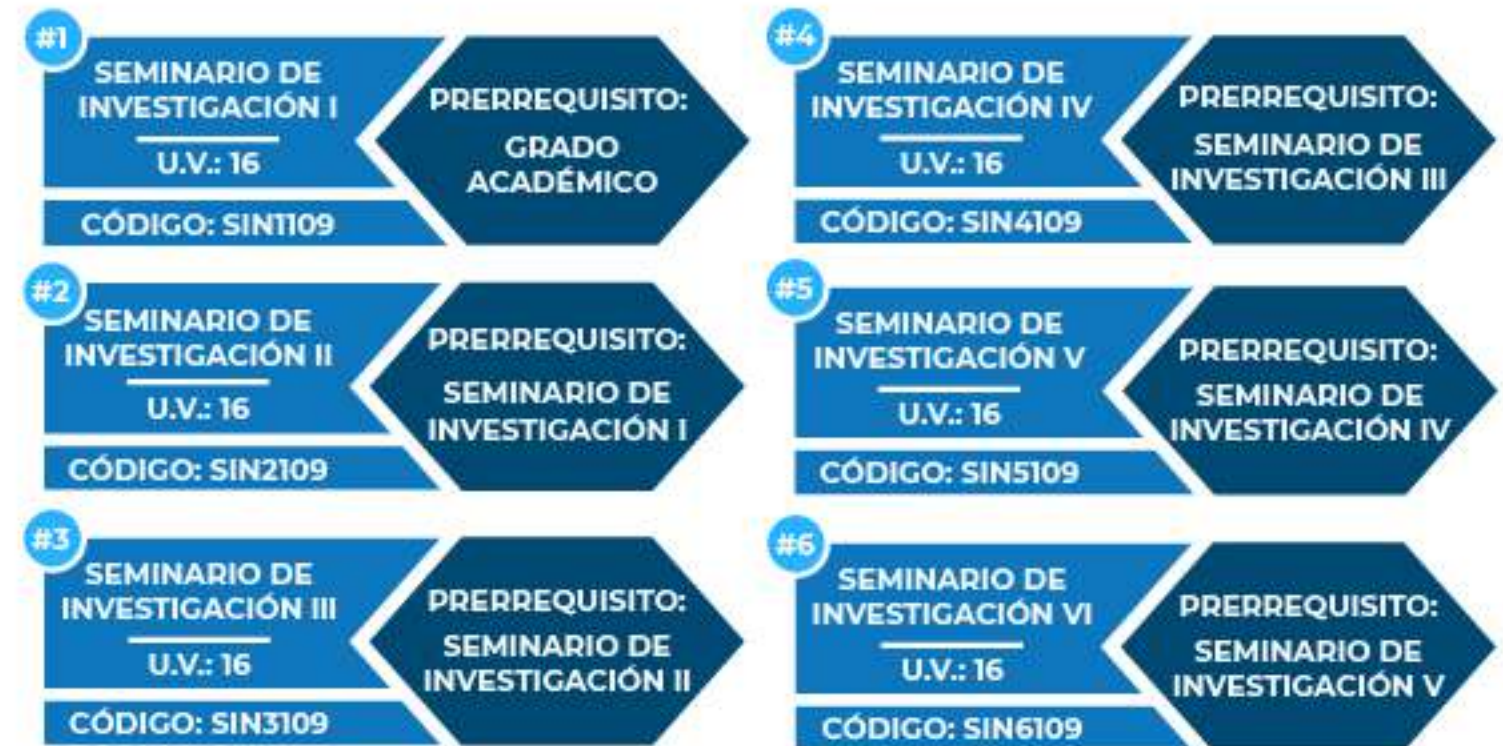 #1
SEMINARIO DE
INVESTIGACIÓN I
U.V.: 16
CÓDIGO: SIN1109
PRERREQUISITO:
GRADO
ACADÉMICO
#2
SEMINARIO DE
INVESTIGACIÓN II
U.V.: 16
CÓDIGO: SIN2109
PRERREQUISITO:
SEMINARIO DE
INVESTIGACIÓN I
#3
SEMINARIO DE
INVESTIGACIÓN III
U.V.: 16
CÓDIGO: SIN3109
PRERREQUISITO:
SEMINARIO DE
INVESTIGACIÓN II
#4
SEMINARIO DE
INVESTIGACIÓN IV
U.V.: 16
CÓDIGO: SIN4109
PRERREQUISITO:
SEMINARIO DE
INVESTIGACIÓN III
#5
SEMINARIO DE
INVESTIGACIÓN V
U.V.: 16
CÓDIGO: SIN5109
PRERREQUISITO:
SEMINARIO DE
INVESTIGACIÓN IV
#6
SEMINARIO DE
INVESTIGACIÓN VI
U.V.: 16
CÓDIGO: SIN6109
PRERREQUISITO:
SEMINARIO DE
INVESTIGACIÓN V